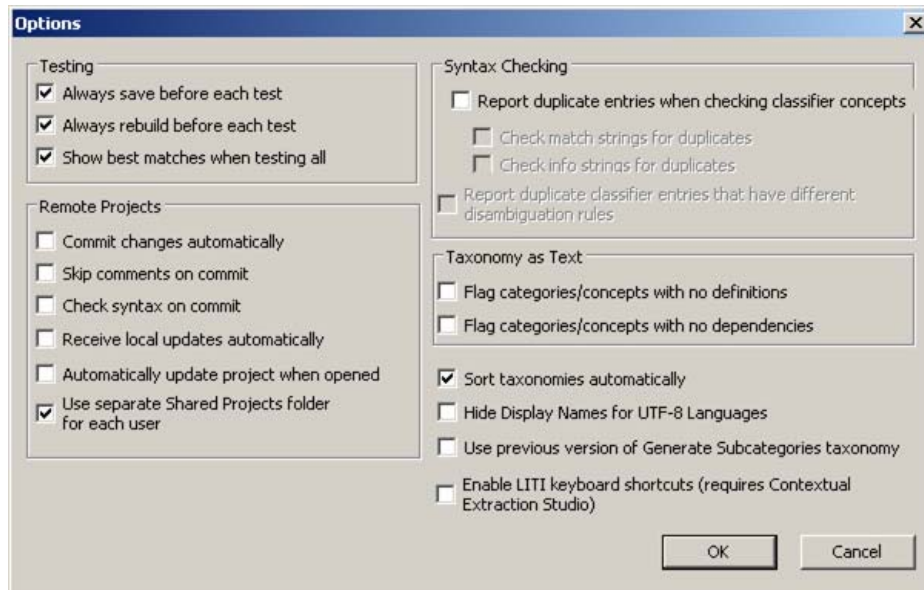 Options
Testing
Always save before each test
Always rebuild before each test
Show best matches when testing all
Remote Projects
Commit changes automatically
Skip comments on commit
Check syntax on commit
Receive local updates automatically
Automatically update project when opened
Use separate Shared Projects folder
for each user
Syntax Checking
Report duplicate entries when checking classifier concepts
Check match strings for duplicates
Check info strings for duplicates
Report duplicate classifier entries that have different
disambiguation rules
Taxonomy as Text
Flag categories/concepts with no definitions
Flag categories/concepts with no dependencies
Sort taxonomies automatically
Hide Display Names for UTF-8 Languages
Use previous version of Generate Subcategories taxonomy
Enable LITI keyboard shortcuts (requires Contextual
Extraction Studio)
OK
Cancel